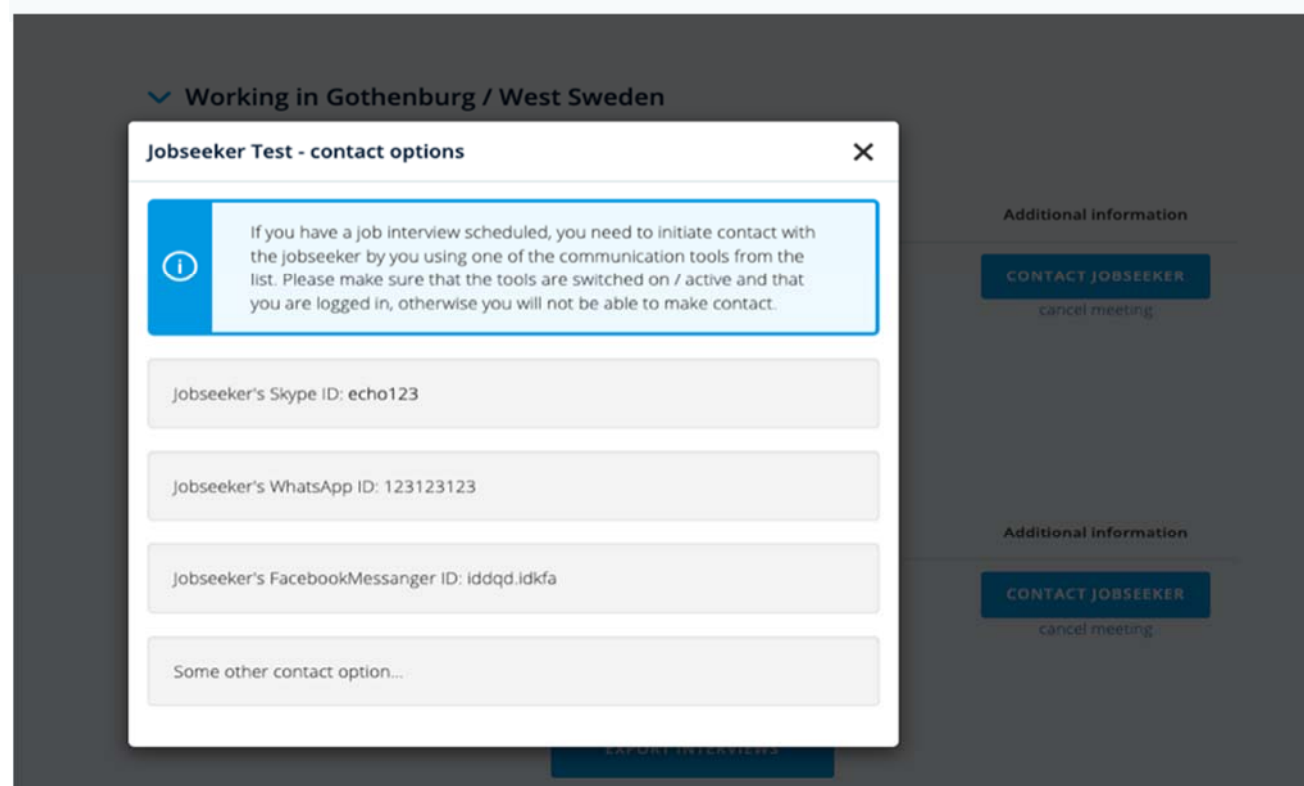 Working in Gothenburg / West Sweden
Jobseeker Test - contact options
If you have a job interview scheduled, you need to initiate contact with
the jobseeker by you using one of the communication tools from the
list. Please make sure that the tools are switched on / active and that
you are logged in, otherwise you will not be able to make contact.
Jobseeker's Skype ID: echo123
Jobseeker's WhatsApp ID: 123123123
Jobseeker's FacebookMessanger ID: iddqd.idkfa
Some other contact option...
Additional information
CONTACT JOBSEEKER
cancel meeting
Additional information
CONTACT JOBSEEKER
cancel meeting
EXPORT INTERVIEWS